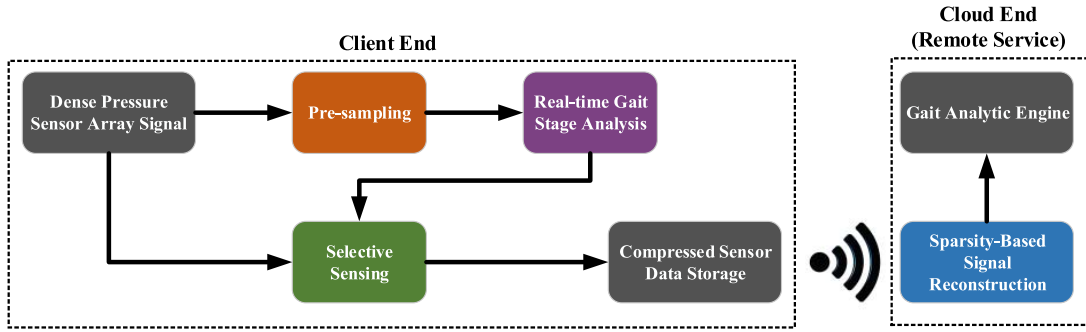 Client End
Dense Pressure
Sensor Array Signal
Pre-sampling
Real-time Gait
Stage Analysis
Selective
Sensing
Compressed Sensor
Data Storage
Cloud End
(Remote Service)
Gait Analytic Engine
Sparsity-Based
Signal
Reconstruction